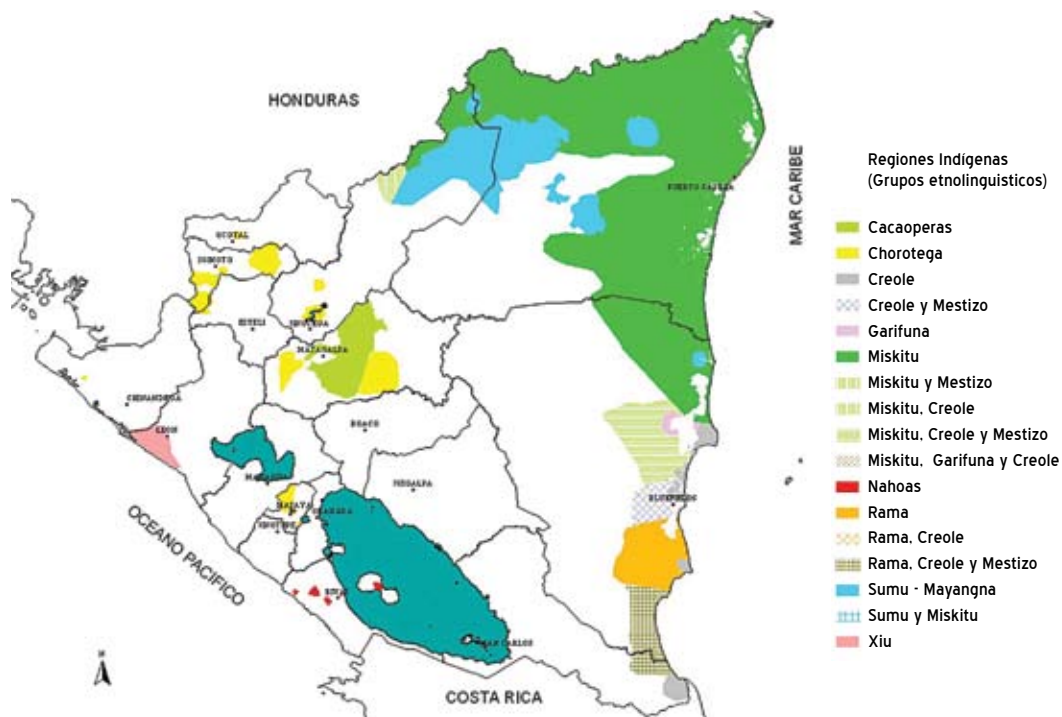 HONDURAS
MAR CARIBE
OCOTAL
SOMOTO
ESTELI
JINOTEGA
MATAGALPA
CHINANDEGA
LEON
BOACO
JUIGALPA
MANAGUA
MASAYA
GRANADA
JINOTEPE
RIVAS
SAN CARLOS
BLUEFIELDS
PUERTO CABEZAS
OCEANO PACIFICO
COSTA RICA
N
Regiones Indígenas
(Grupos etnolinguisticos)
Cacaoperas
Chorotega
Creole
Creole y Mestizo
Garifuna
Miskitu
Miskitu y Mestizo
Miskitu, Creole
Miskitu, Creole y Mestizo
Miskitu, Garifuna y Creole
Nahoas
Rama
Rama, Creole
Rama, Creole y Mestizo
Sumu - Mayangna
Sumu y Miskitu
Xiu